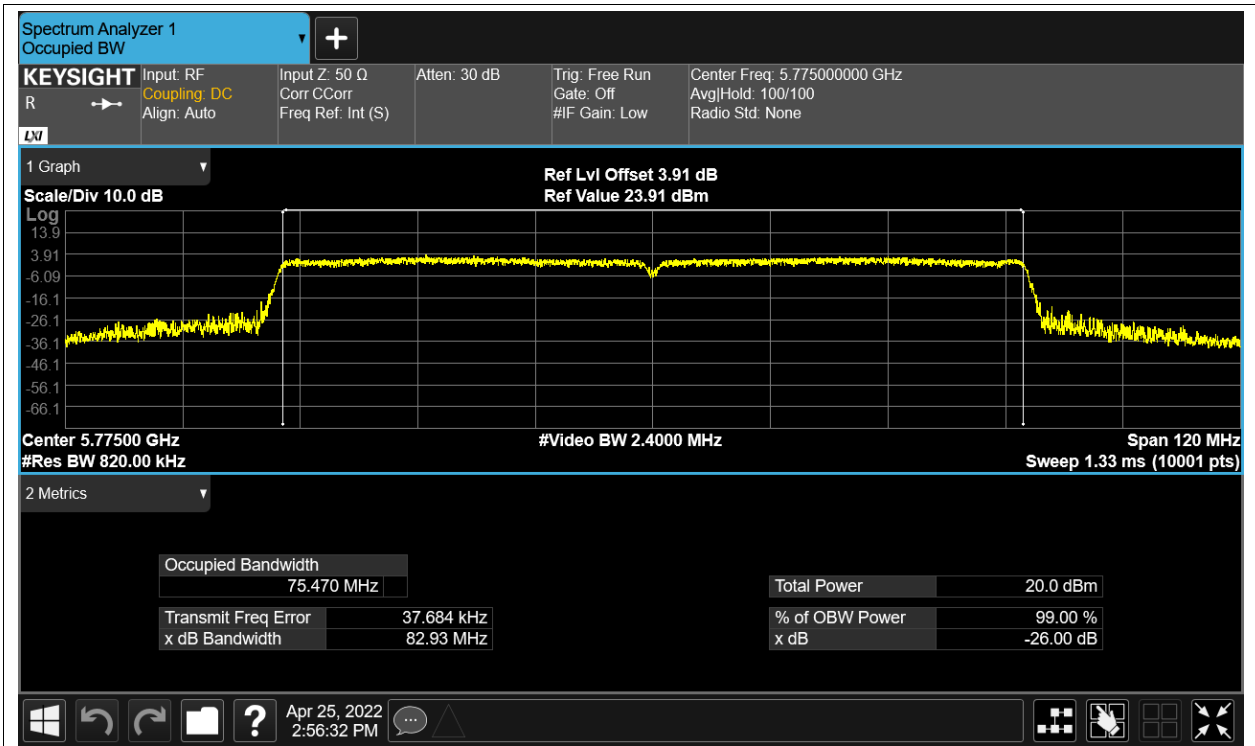 Spectrum Analyzer 1
Occupied BW
KEYSIGHT
R
LXI
Input: RF
Coupling: DC
Align: Auto
Input Z: 50 Ω
Corr CCorr
Freq Ref: Int (S)
Atten: 30 dB
Trig: Free Run
Gate: Off
#IF Gain: Low
Center Freq: 5.775000000 GHz
Avg|Hold: 100/100
Radio Std: None
1 Graph
Scale/Div 10.0 dB
Ref Lvl Offset 3.91 dB
Ref Value 23.91 dBm
Log
13.9
3.91
-6.09
-16.1
-26.1
-36.1
-46.1
-56.1
-66.1
Center 5.77500 GHz
#Video BW 2.4000 MHz
Span 120 MHz
#Res BW 820.00 kHz
Sweep 1.33 ms (10001 pts)
2 Metrics
Occupied Bandwidth
75.470 MHz
Total Power 20.0 dBm
Transmit Freq Error 37.684 kHz
% of OBW Power 99.00 %
x dB Bandwidth 82.93 MHz
x dB -26.00 dB
?
Apr 25, 2022
2:56:32 PM